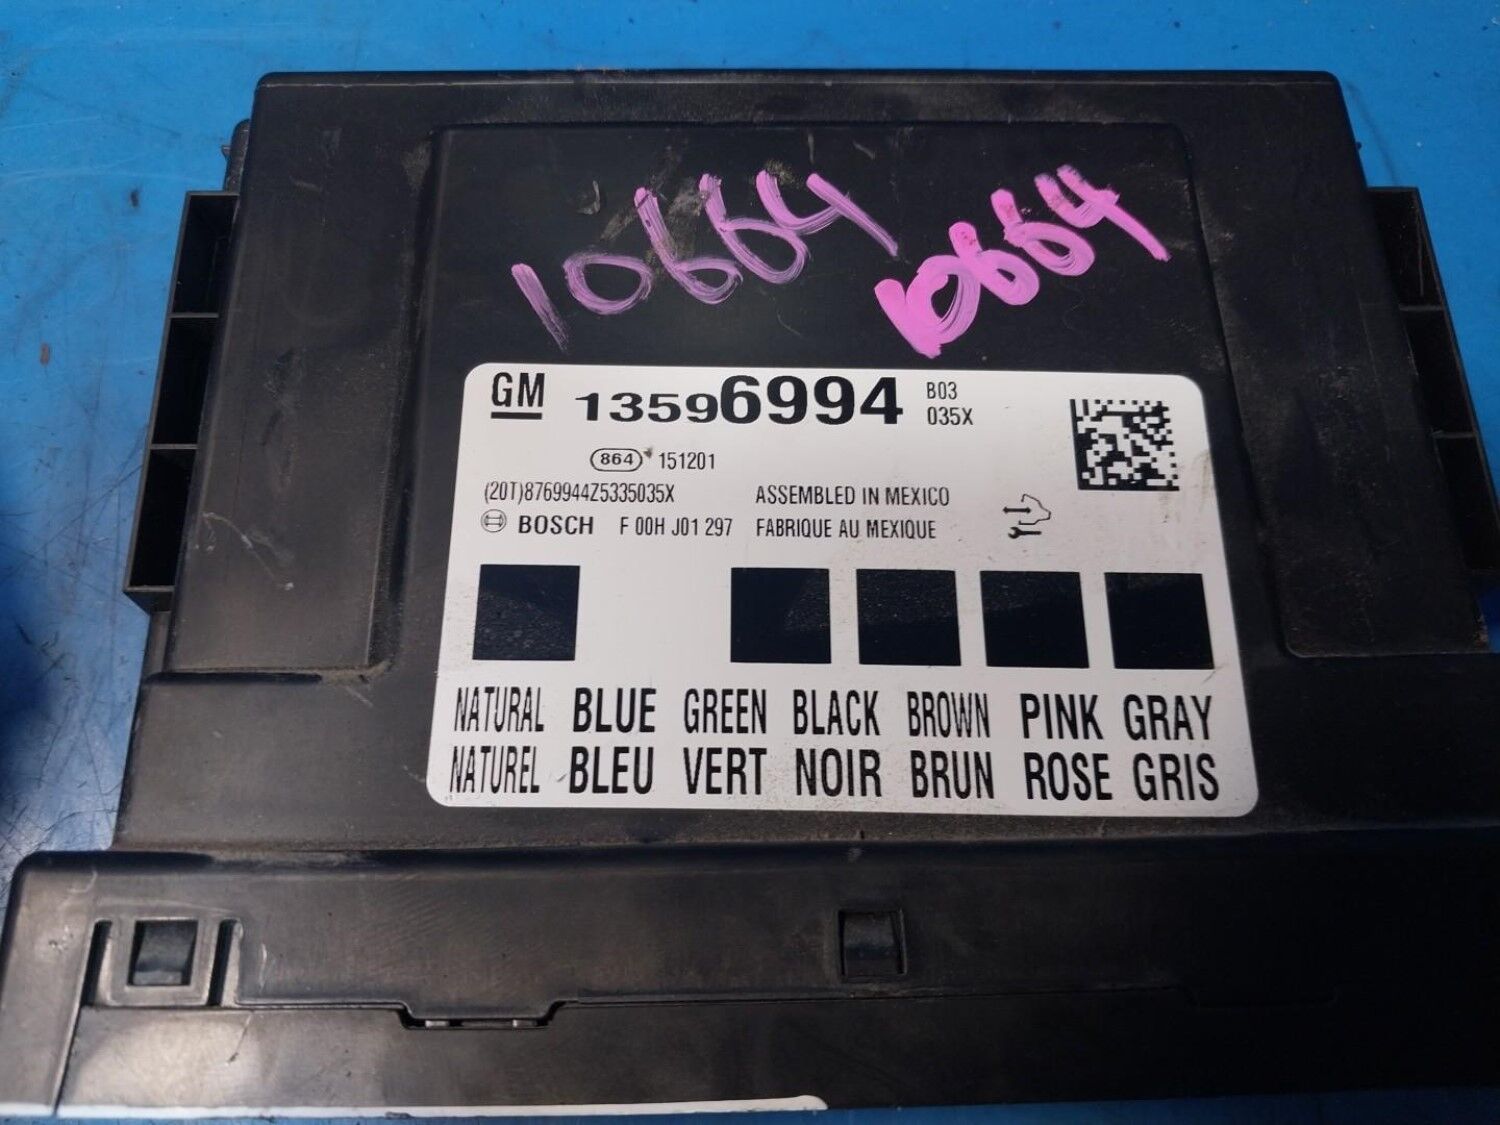 10664 10664
GM 13596994 B03
035X
864 151201
(20T)8769944Z5335035X ASSEMBLED IN MEXICO
BOSCH F 00H J01 297 FABRIQUE AU MEXIQUE
NATURAL BLUE GREEN BLACK BROWN PINK GRAY
NATUREL BLEU VERT NOIR BRUN ROSE GRIS